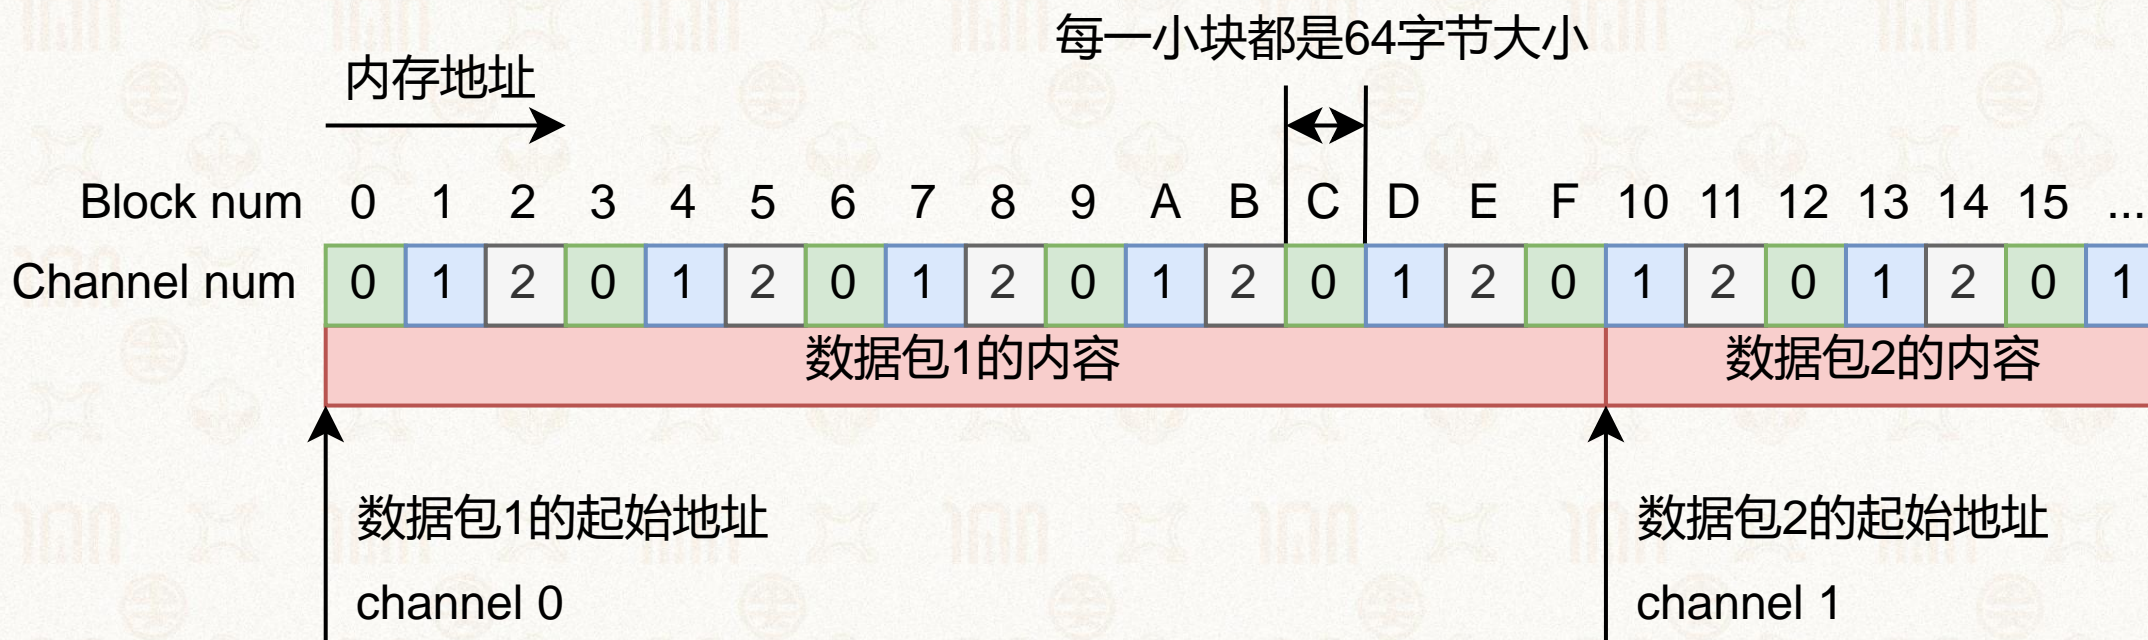 每一小块都是64字节大小
内存地址
Block num 0 1 2 3 4 5 6 7 8 9 A B C D E F 10 11 12 13 14 15 ...
Channel num 0 1 2 0 1 2 0 1 2 0 1 2 0 1 2 0 1 2 0 1 2 0 1
数据包1的内容 数据包2的内容
数据包1的起始地址 数据包2的起始地址
channel 0 channel 1